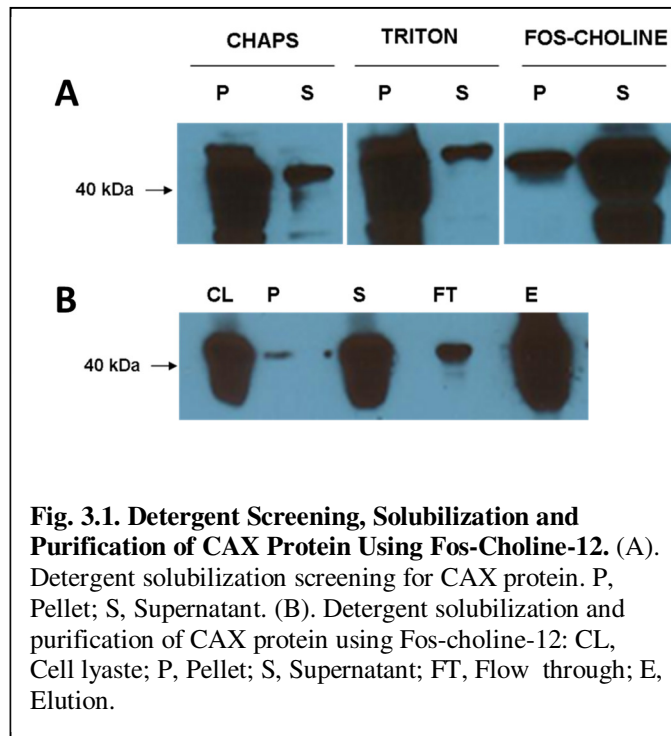 CHAPS TRITON FOS-CHOLINE
A P S P S P S
40 kDa
B CL P S FT E
40 kDa
Fig. 3.1. Detergent Screening, Solubilization and
Purification of CAX Protein Using Fos-Choline-12. (A).
Detergent solubilization screening for CAX protein. P,
Pellet; S, Supernatant. (B). Detergent solubilization and
purification of CAX protein using Fos-choline-12: CL,
Cell lyaste; P, Pellet; S, Supernatant; FT, Flow through; E,
Elution.